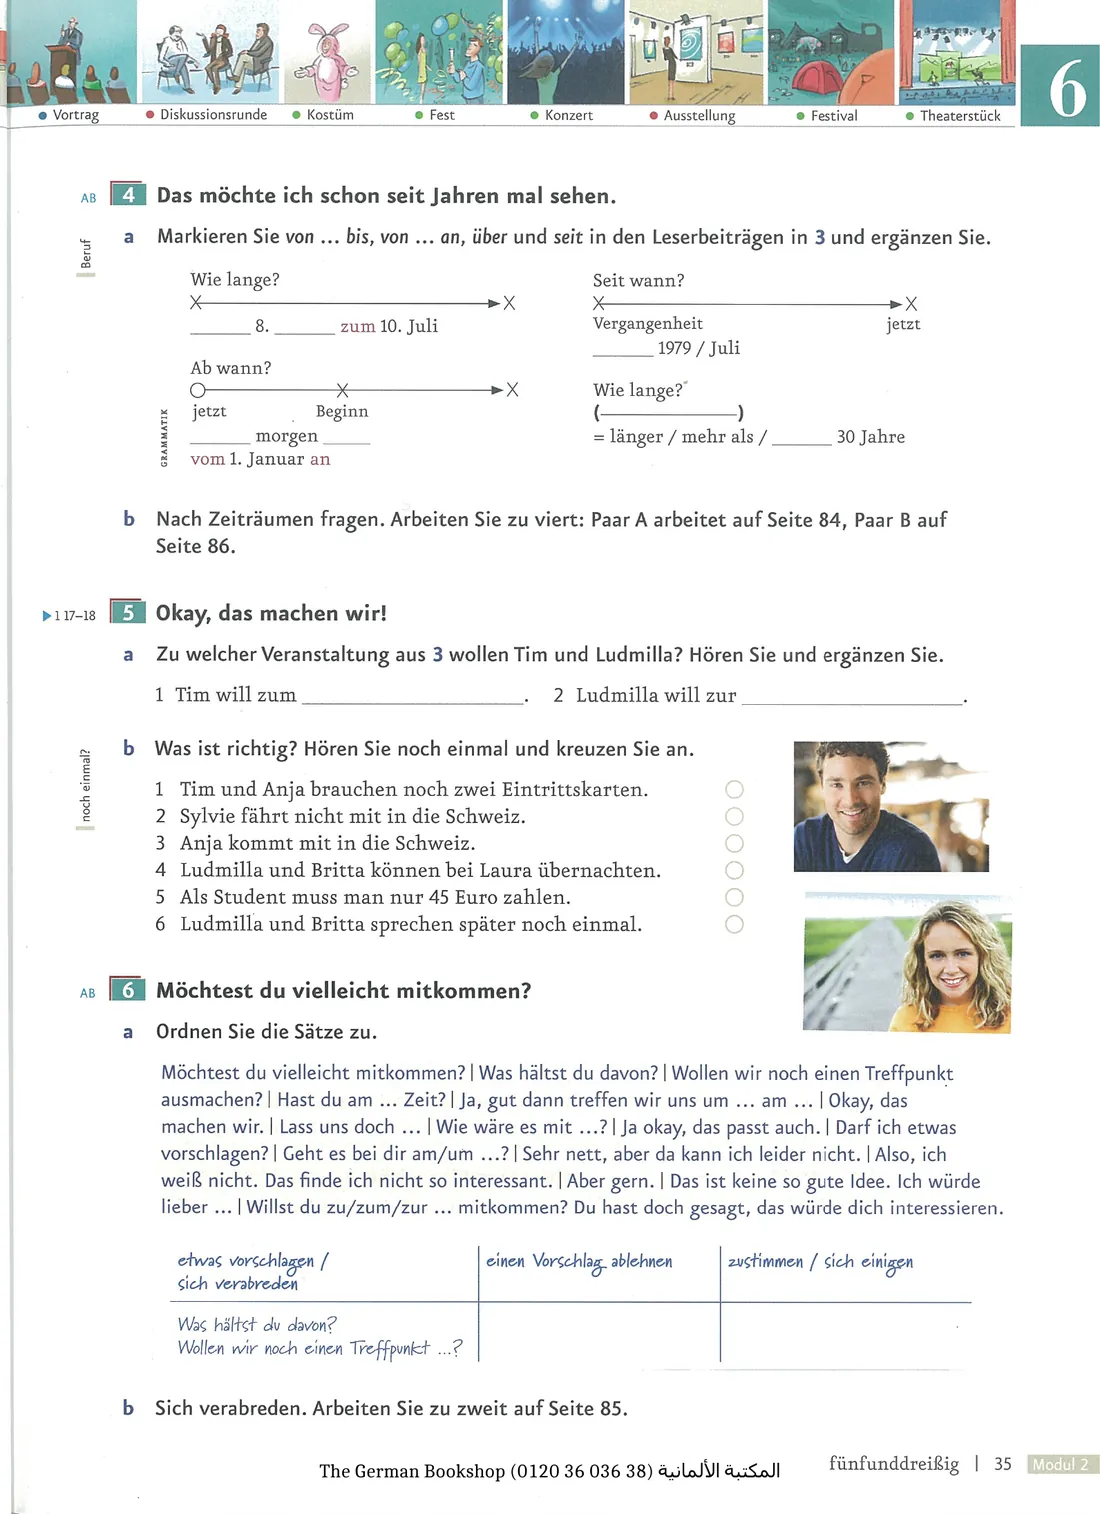 Vortrag
Diskussionsrunde
Kostüm
Fest
Konzert
Ausstellung
Festival
Theaterstück
6
AB 4 Das möchte ich schon seit Jahren mal sehen.
Beruf
a Markieren Sie von ... bis, von ... an, über und seit in den Leserbeiträgen in 3 und ergänzen Sie.
GRAMMATIK
Wie lange?
X X
______ 8. ______ zum 10. Juli
Ab wann?
X X
jetzt Beginn
______ morgen _____
vom 1. Januar an
Seit wann?
X X
Vergangenheit jetzt
______ 1979 / Juli
Wie lange?
( )
= länger / mehr als / ______ 30 Jahre
b Nach Zeiträumen fragen. Arbeiten Sie zu viert: Paar A arbeitet auf Seite 84, Paar B auf
Seite 86.
▶ 1 17–18 5 Okay, das machen wir!
a Zu welcher Veranstaltung aus 3 wollen Tim und Ludmilla? Hören Sie und ergänzen Sie.
1 Tim will zum ______________________. 2 Ludmilla will zur ______________________.
noch einmal?
b Was ist richtig? Hören Sie noch einmal und kreuzen Sie an.
1 Tim und Anja brauchen noch zwei Eintrittskarten.
2 Sylvie fährt nicht mit in die Schweiz.
3 Anja kommt mit in die Schweiz.
4 Ludmilla und Britta können bei Laura übernachten.
5 Als Student muss man nur 45 Euro zahlen.
6 Ludmilla und Britta sprechen später noch einmal.
AB 6 Möchtest du vielleicht mitkommen?
a Ordnen Sie die Sätze zu.
Möchtest du vielleicht mitkommen? | Was hältst du davon? | Wollen wir noch einen Treffpunkt
ausmachen? | Hast du am ... Zeit? | Ja, gut dann treffen wir uns um ... am ... | Okay, das
machen wir. | Lass uns doch ... | Wie wäre es mit ...? | Ja okay, das passt auch. | Darf ich etwas
vorschlagen? | Geht es bei dir am/um ...? | Sehr nett, aber da kann ich leider nicht. | Also, ich
weiß nicht. Das finde ich nicht so interessant. | Aber gern. | Das ist keine so gute Idee. Ich würde
lieber ... | Willst du zu/zum/zur ... mitkommen? Du hast doch gesagt, das würde dich interessieren.
etwas vorschlagen /
sich verabreden
einen Vorschlag ablehnen
zustimmen / sich einigen
Was hältst du davon?
Wollen wir noch einen Treffpunkt ...?
b Sich verabreden. Arbeiten Sie zu zweit auf Seite 85.
fünfunddreißig | 35 Modul 2
The German Bookshop (0120 36 036 38) المكتبة الألمانية